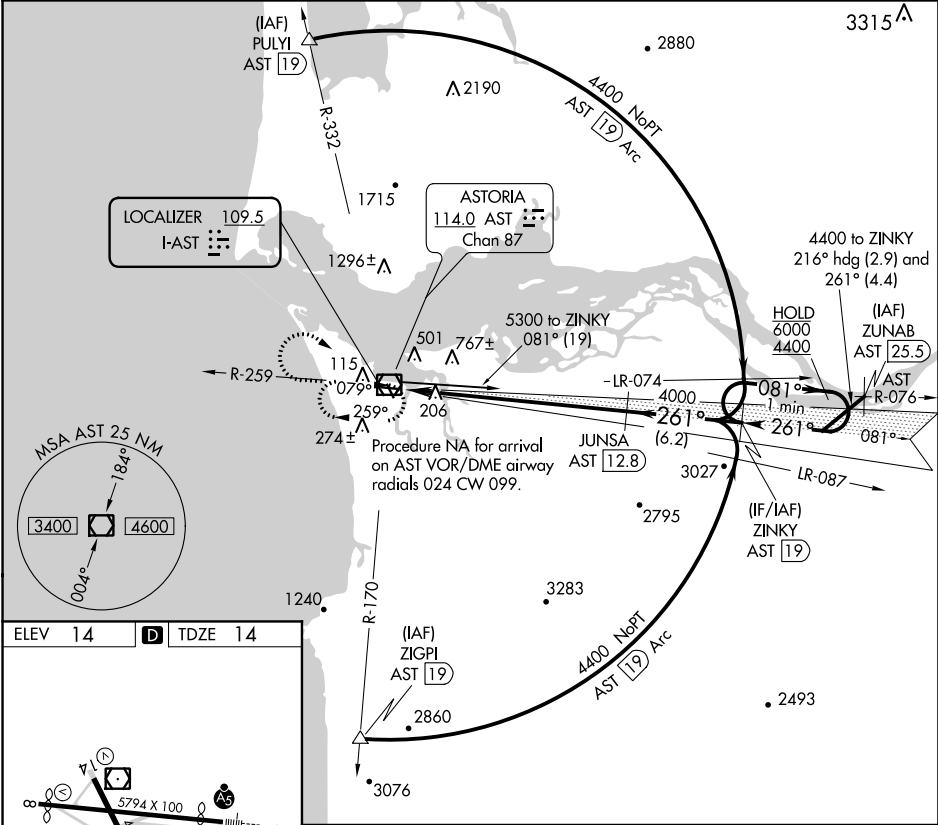 3315
(IAF)
PULYI
AST 19
2880
2190
4400 NoPT
AST 19 Arc
R-332
1715
LOCALIZER 109.5
I-AST
ASTORIA
114.0 AST
Chan 87
1296±
4400 to ZINKY
216° hdg (2.9) and
261° (4.4)
5300 to ZINKY
081° (19)
HOLD
6000
4400
(IAF)
ZUNAB
AST 25.5
501
767±
115
R-259
079°
259°
206
274±
LR-074
4000
081°
1 min
261°
261°
(6.2)
AST
R-076
081°
JUNSA
AST 12.8
Procedure NA for arrival
on AST VOR/DME airway
radials 024 CW 099.
3027
LR-087
MSA AST 25 NM
184°
3400
4600
004°
2795
(IF/IAF)
ZINKY
AST 19
R-170
3283
1240
(IAF)
ZIGPI
AST 19
4400 NoPT
AST 19 Arc
2860
2493
3076
ELEV 14
D
TDZE 14
14
V
8
V
5794 X 100
A5